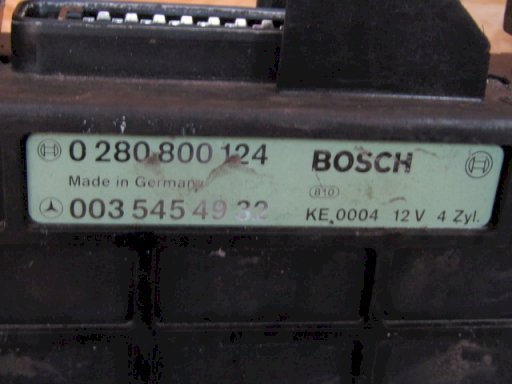 0 280 800 124 BOSCH
Made in Germany 810
003 545 49 32 KE 0004 12 V 4 Zyl.